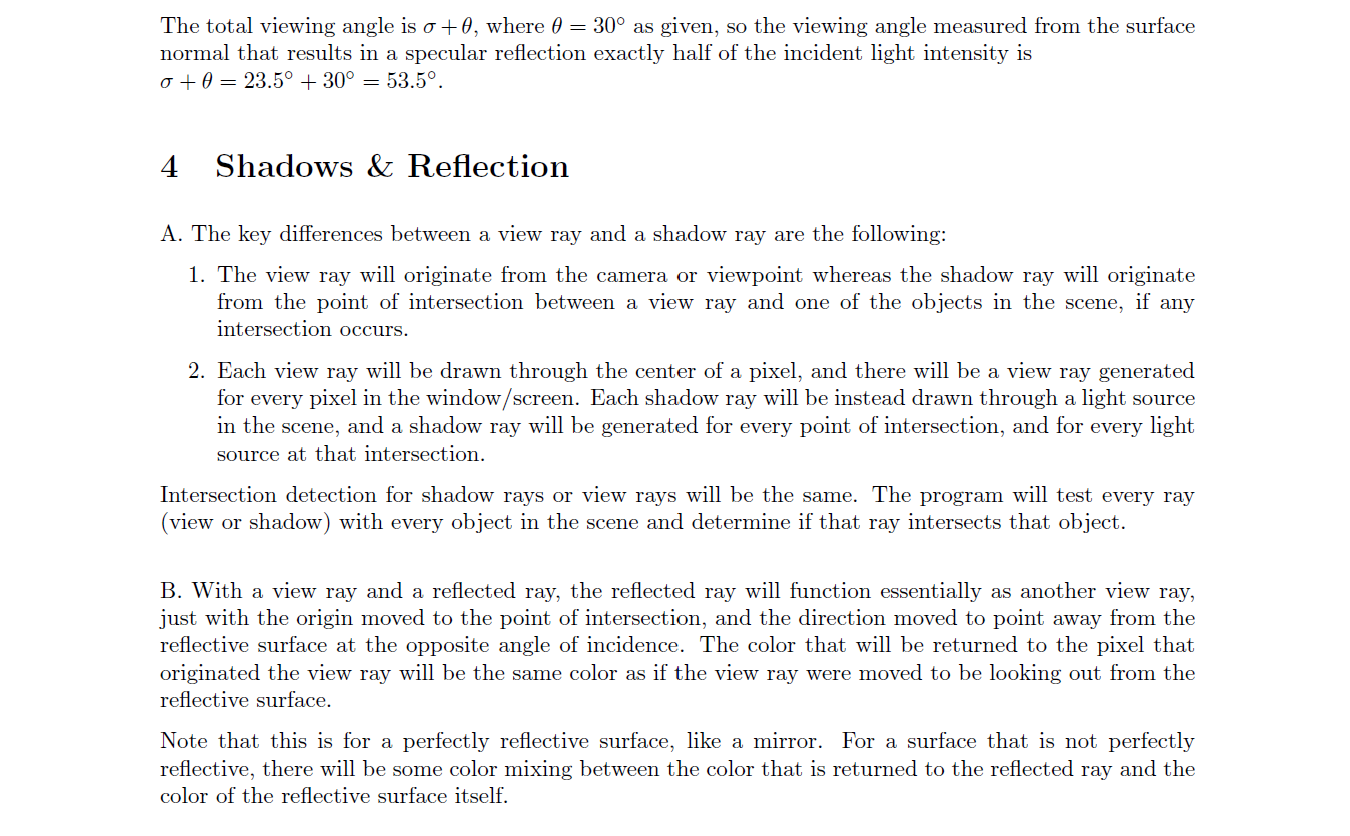 The total viewing angle is σ + θ, where θ = 30° as given, so the viewing angle measured from the surface
normal that results in a specular reflection exactly half of the incident light intensity is
σ + θ = 23.5° + 30° = 53.5°.
4 Shadows & Reflection
A. The key differences between a view ray and a shadow ray are the following:
1. The view ray will originate from the camera or viewpoint whereas the shadow ray will originate
from the point of intersection between a view ray and one of the objects in the scene, if any
intersection occurs.
2. Each view ray will be drawn through the center of a pixel, and there will be a view ray generated
for every pixel in the window/screen. Each shadow ray will be instead drawn through a light source
in the scene, and a shadow ray will be generated for every point of intersection, and for every light
source at that intersection.
Intersection detection for shadow rays or view rays will be the same. The program will test every ray
(view or shadow) with every object in the scene and determine if that ray intersects that object.
B. With a view ray and a reflected ray, the reflected ray will function essentially as another view ray,
just with the origin moved to the point of intersection, and the direction moved to point away from the
reflective surface at the opposite angle of incidence. The color that will be returned to the pixel that
originated the view ray will be the same color as if the view ray were moved to be looking out from the
reflective surface.
Note that this is for a perfectly reflective surface, like a mirror. For a surface that is not perfectly
reflective, there will be some color mixing between the color that is returned to the reflected ray and the
color of the reflective surface itself.